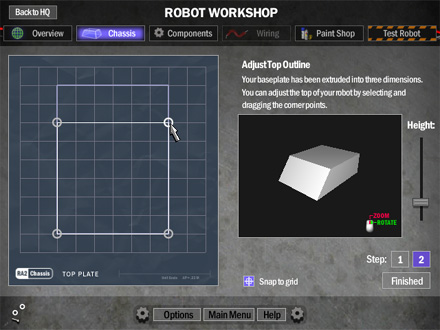 Back to HQ
ROBOT WORKSHOP
Overview
Chassis
Components
Wiring
Paint Shop
Test Robot
Adjust Top Outline
Your baseplate has been extruded into three dimensions.
You can adjust the top of your robot by selecting and
dragging the corner points.
Height:
ZOOM
ROTATE
Step: 1 2
RA2 Chassis
TOP PLATE
Snap to grid
Finished
Options
Main Menu
Help